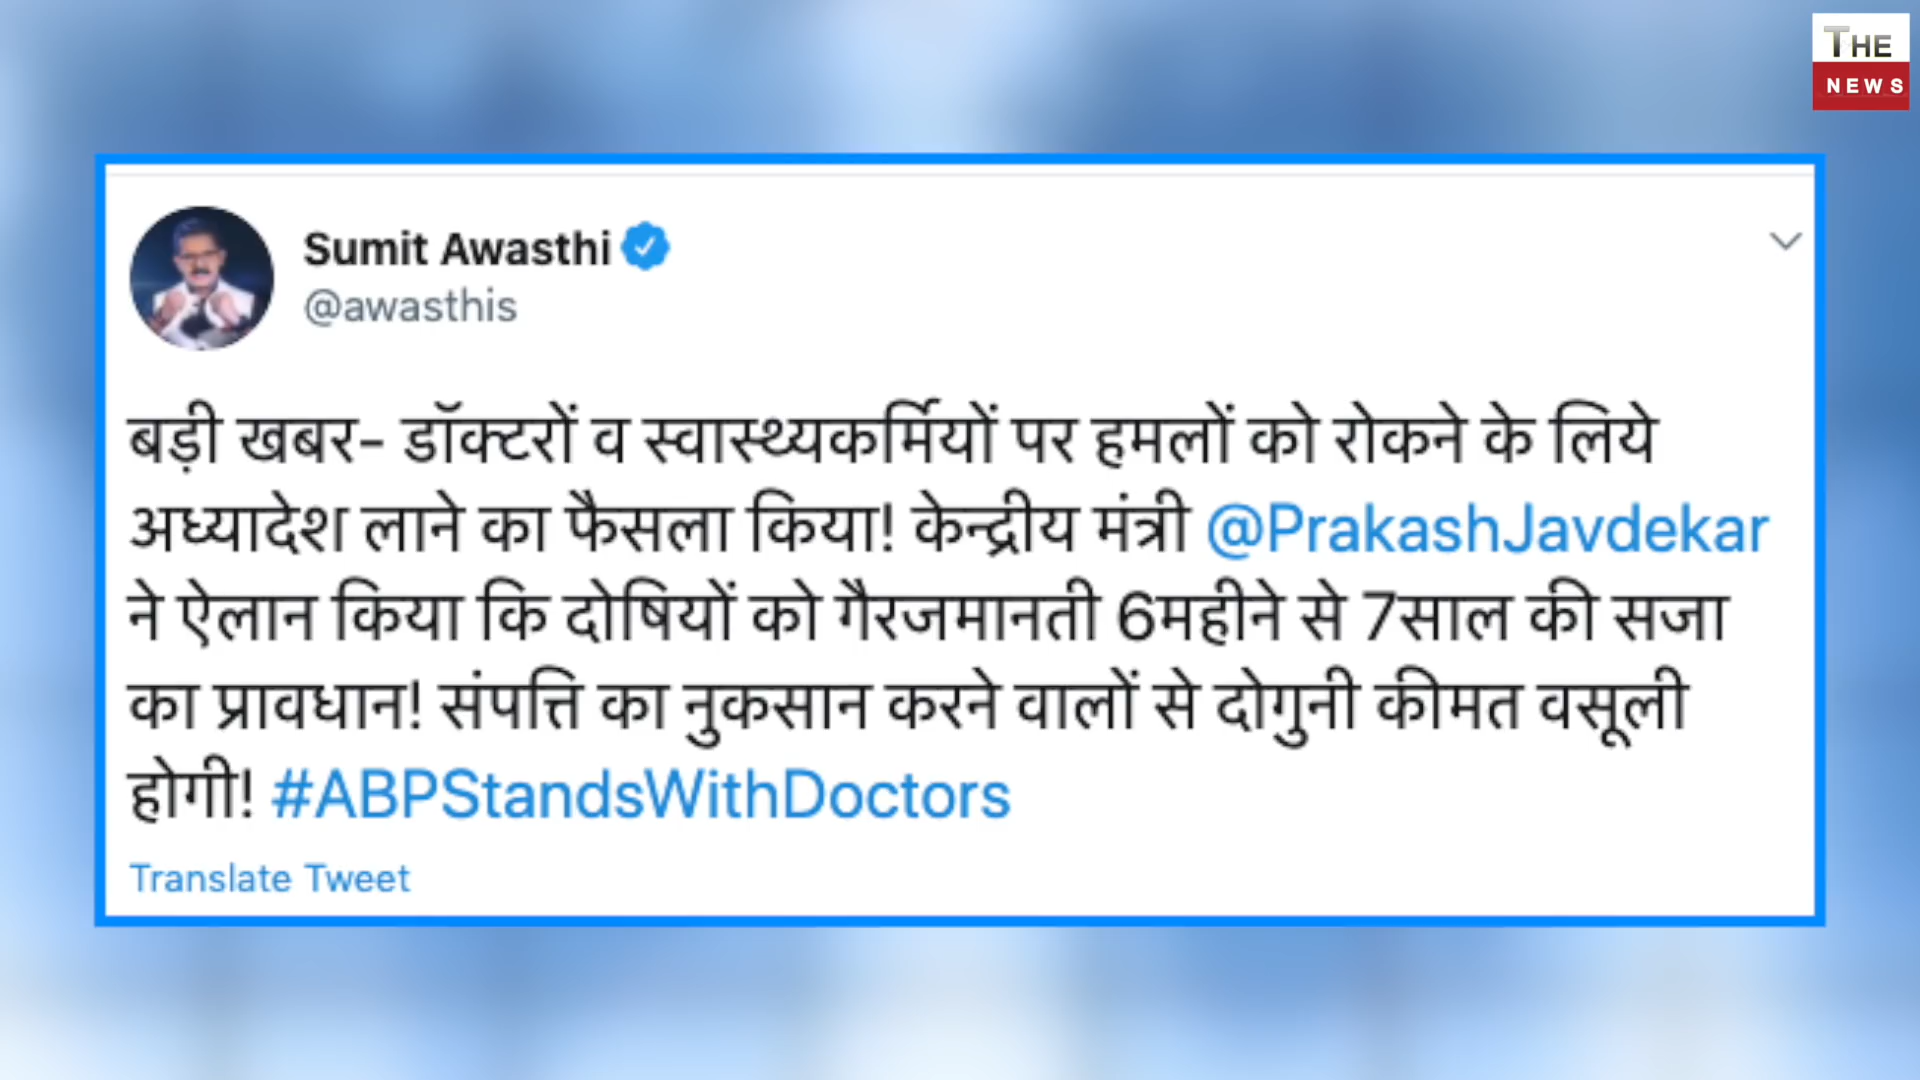 THE
NEWS
Sumit Awasthi
@awasthis
बड़ी खबर- डॉक्टरों व स्वास्थ्यकर्मियों पर हमलों को रोकने के लिये
अध्यादेश लाने का फैसला किया! केन्द्रीय मंत्री @PrakashJavdekar
ने ऐलान किया कि दोषियों को गैरजमानती 6महीने से 7साल की सजा
का प्रावधान! संपत्ति का नुकसान करने वालों से दोगुनी कीमत वसूली
होगी! #ABPStandsWithDoctors
Translate Tweet